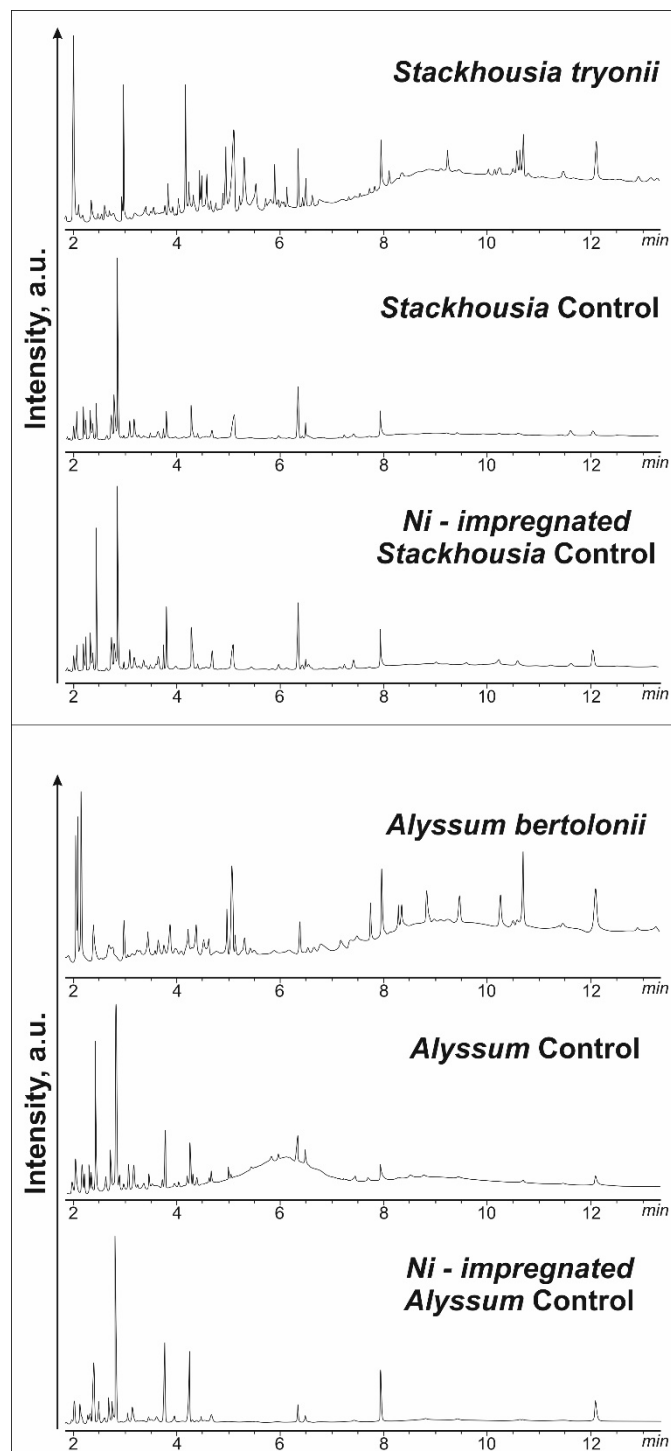 Stackhousia tryonii
2 4 6 8 10 12 min
Stackhousia Control
2 4 6 8 10 12 min
Ni - impregnated
Stackhousia Control
2 4 6 8 10 12 min
Intensity, a.u.
Alyssum bertolonii
2 4 6 8 10 12 min
Alyssum Control
2 4 6 8 10 12 min
Ni - impregnated
Alyssum Control
2 4 6 8 10 12 min
Intensity, a.u.